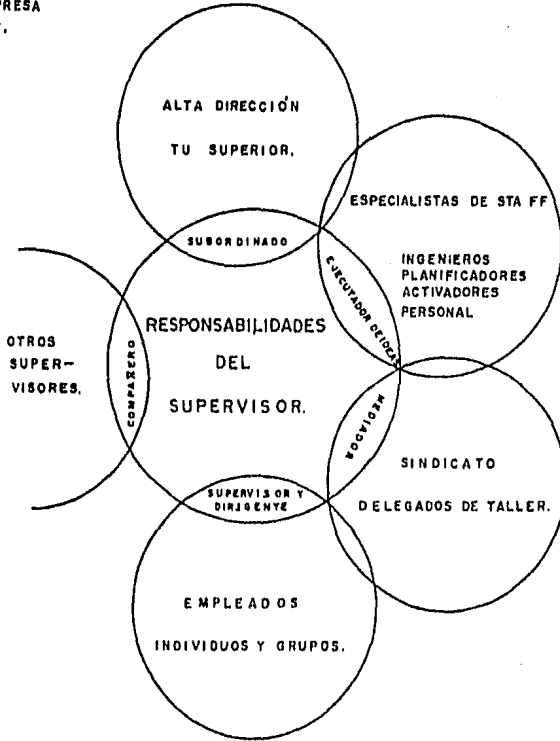 ALTA DIRECCIÓN
TU SUPERIOR.
SUBORDINADO
ESPECIALISTAS DE STA FF
INGENIEROS
PLANIFICADORES
ACTIVADORES
PERSONAL
EJECUTADOR DE IDEAS
OTROS
SUPER-
VISORES.
COMPAÑERO
RESPONSABILIDADES
DEL
SUPERVISOR.
MEDIADOR
SINDICATO
DELEGADOS DE TALLER.
SUPERVISOR Y
DIRIGENTE
EMPLEADOS
INDIVIDUOS Y GRUPOS.